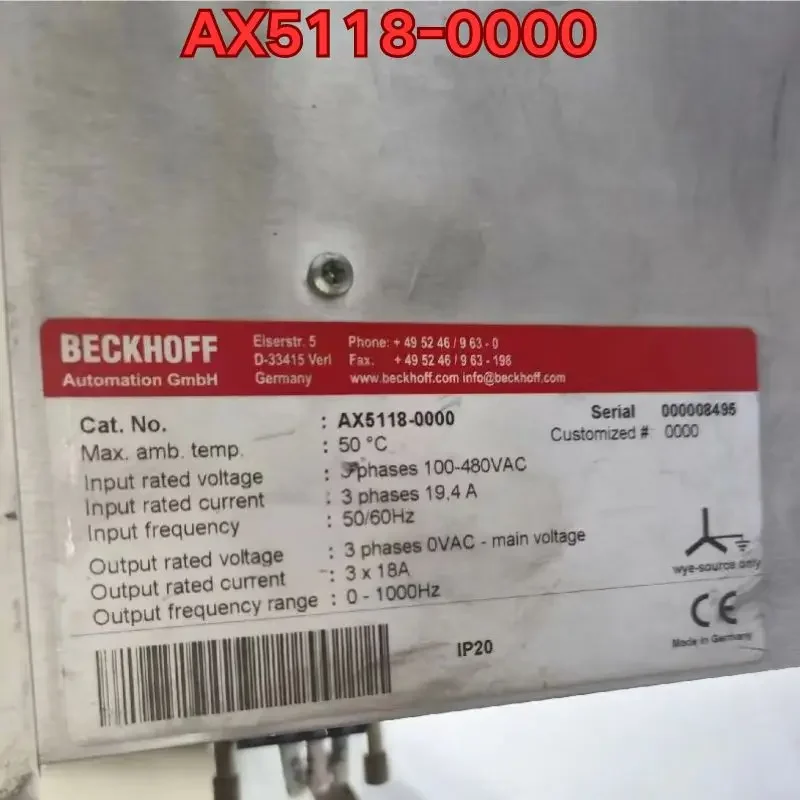 AX5118-0000
BECKHOFF
Automation GmbH
Eiserstr. 5
D-33415 Verl
Germany
Phone: + 49 52 46 / 9 63 - 0
Fax. + 49 52 46 / 9 63 - 198
www.beckhoff.com info@beckhoff.com
Cat. No. : AX5118-0000
Serial 000008495
Customized # 0000
Max. amb. temp. : 50 °C
Input rated voltage : 3 phases 100-480VAC
Input rated current : 3 phases 19,4 A
Input frequency : 50/60Hz
Output rated voltage : 3 phases 0VAC - main voltage
Output rated current : 3 x 18A
Output frequency range : 0 - 1000Hz
wye-source only
CE
Made in Germany
IP20